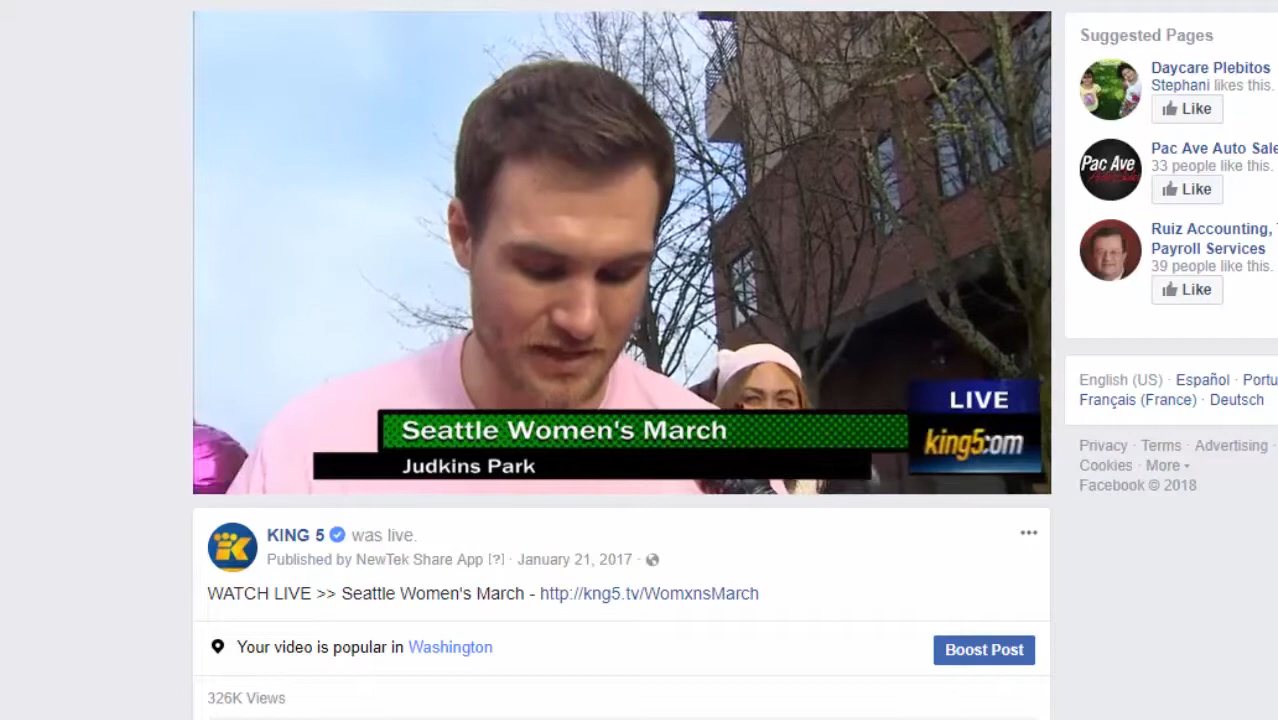 Suggested Pages
Daycare Plebitos
Stephani likes this.
Like
Pac Ave
Pac Ave Auto Sale
33 people like this.
Like
Ruiz Accounting,
Payroll Services
39 people like this.
Like
LIVE
king5.com
Seattle Women's March
Judkins Park
English (US) · Español · Portu
Français (France) · Deutsch
Privacy · Terms · Advertising ·
Cookies · More
Facebook © 2018
KING 5 was live.
Published by NewTek Share App [?] · January 21, 2017 ·
WATCH LIVE >> Seattle Women's March - http://kng5.tv/WomxnsMarch
Your video is popular in Washington
Boost Post
326K Views